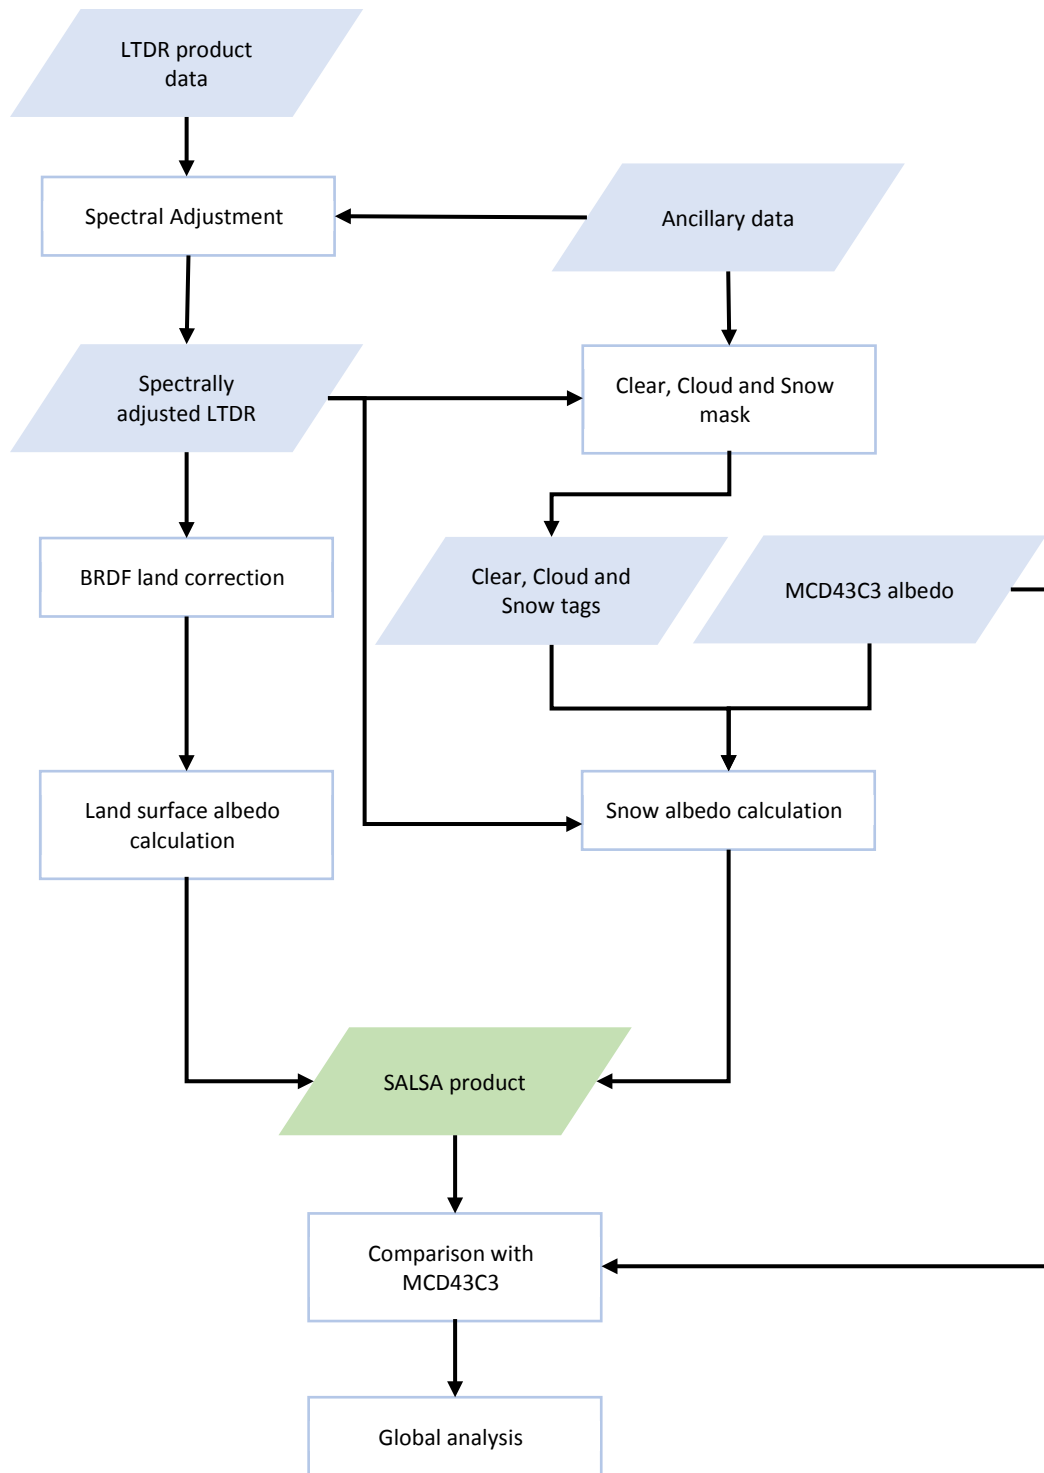 LTDR product
data
Spectral Adjustment
Ancillary data
Spectrally
adjusted LTDR
Clear, Cloud and Snow
mask
BRDF land correction
Clear, Cloud and
Snow tags
MCD43C3 albedo
Land surface albedo
calculation
Snow albedo calculation
SALSA product
Comparison with
MCD43C3
Global analysis